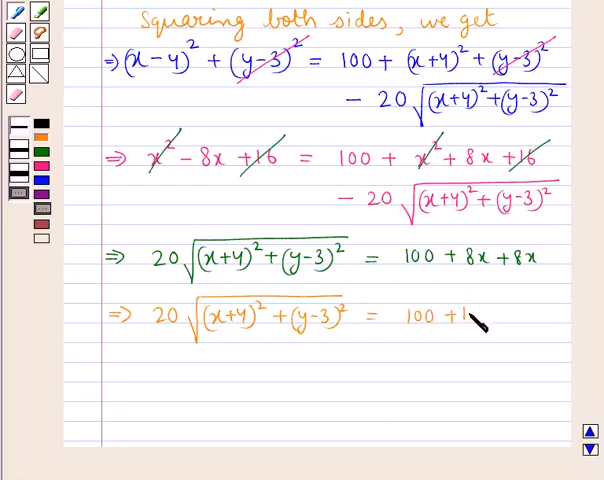 Squaring both sides, we get
⇒ (x-4)² + (y-3)² = 100 + (x+4)² + (y-3)²
- 20 √(x+4)² + (y-3)²
⇒ x² - 8x + 16 = 100 + x² + 8x + 16
- 20 √(x+4)² + (y-3)²
⇒ 20 √(x+4)² + (y-3)² = 100 + 8x + 8x
⇒ 20 √(x+4)² + (y-3)² = 100 + 1